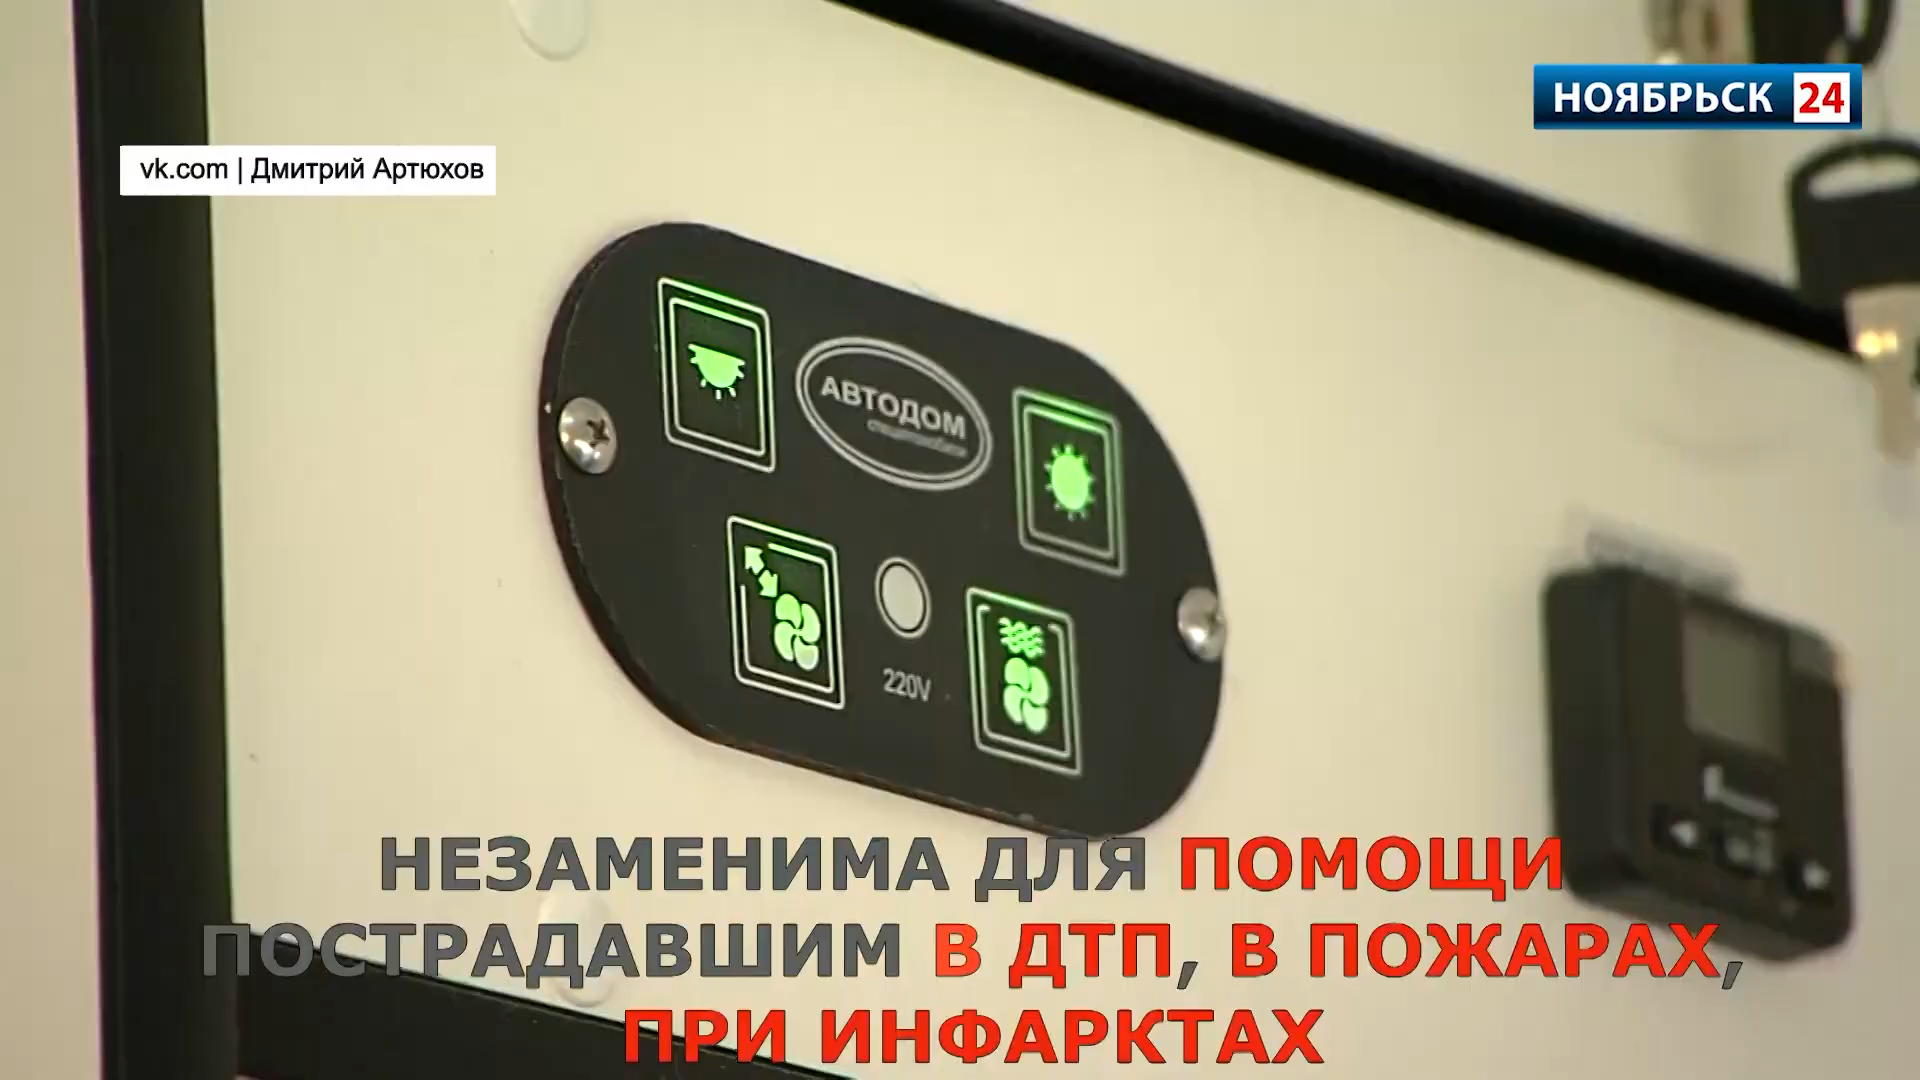 НОЯБРЬСК 24
vk.com | Дмитрий Артюхов
АВТОДОМ
220V
НЕЗАМЕНИМА ДЛЯ ПОМОЩИ
ПОСТРАДАВШИМ В ДТП, В ПОЖАРАХ,
ПРИ ИНФАРКТАХ